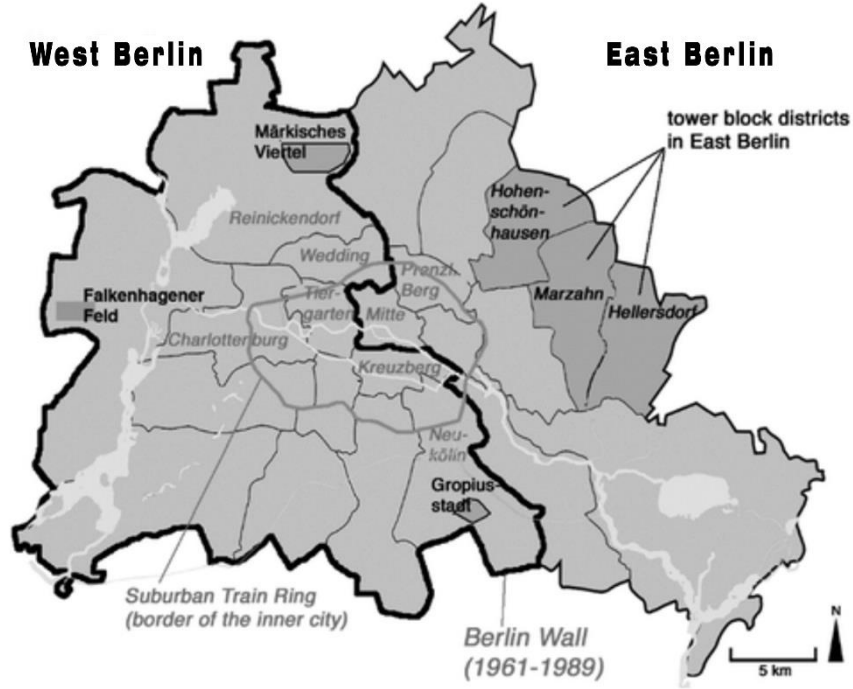 West Berlin
East Berlin
tower block districts
in East Berlin
Märkisches
Viertel
Hohen-
schön-
hausen
Reinickendorf
Wedding
Prenzl.
Berg
Marzahn
Hellersdorf
Falkenhagener
Feld
Tier-
garten
Mitte
Charlottenburg
Kreuzberg
Neu-
kölln
Gropius-
stadt
Suburban Train Ring
(border of the inner city)
Berlin Wall
(1961-1989)
N
5 km